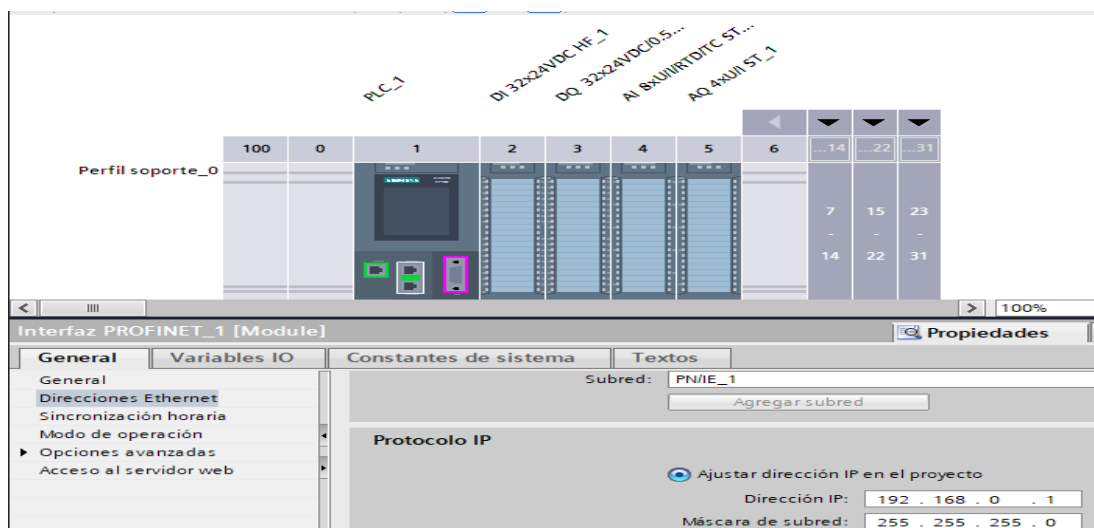 PLC_1
DI 32x24VDC HF_1
DQ 32x24VDC/0.5...
AI 8xU/I/RTD/TC ST...
AQ 4xU/I ST_1
100 0 1 2 3 4 5 6 ...14 ...22 ...31
Perfil soporte_0
SIEMENS
7 15 23
- - -
14 22 31
100%
Interfaz PROFINET_1 [Module]
Propiedades
General Variables IO Constantes de sistema Textos
General
Subred: PN/IE_1
Direcciones Ethernet
Agregar subred
Sincronización horaria
Modo de operación
Protocolo IP
Opciones avanzadas
Acceso al servidor web
Ajustar dirección IP en el proyecto
Dirección IP: 192 . 168 . 0 . 1
Máscara de subred: 255 . 255 . 255 . 0